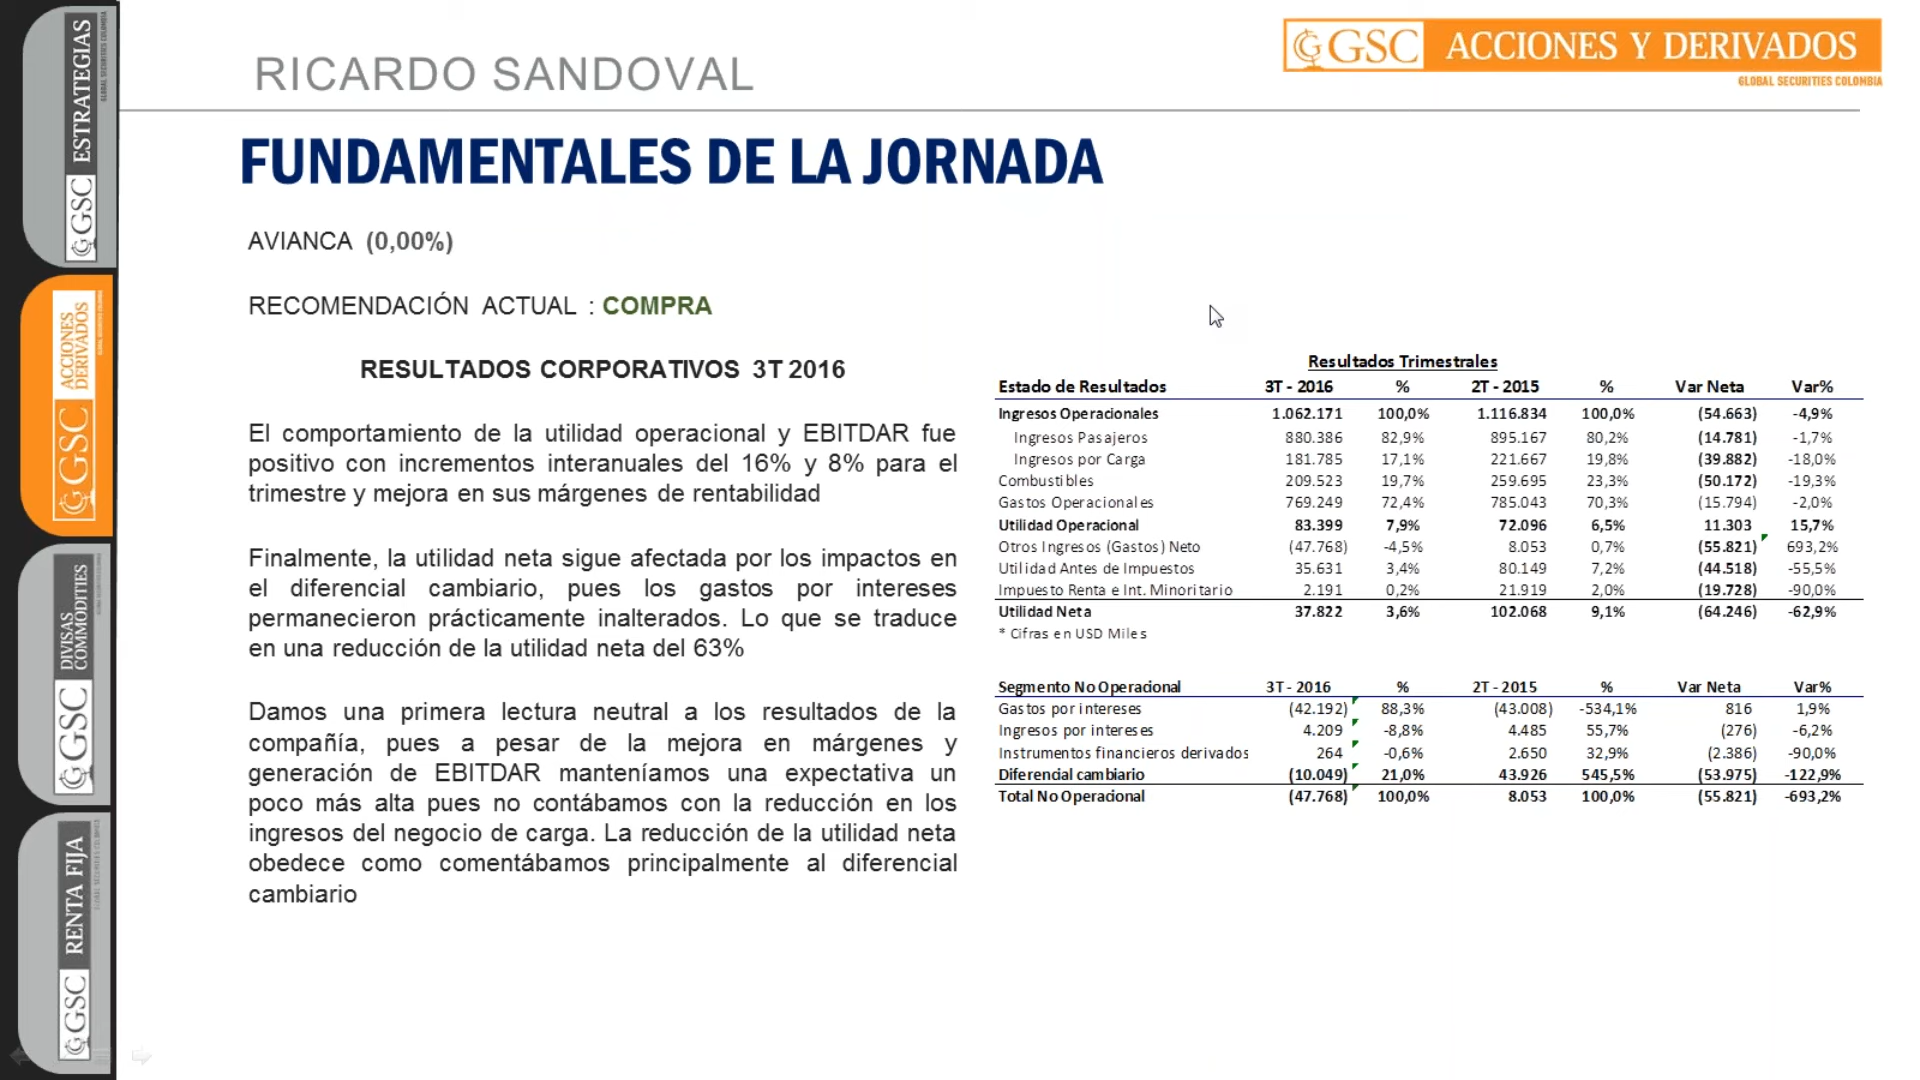 RICARDO SANDOVAL
GSC ACCIONES Y DERIVADOS
GLOBAL SECURITIES COLOMBIA
GSC ESTRATEGIAS
GSC ACCIONES DERIVADOS
GSC DIVISAS COMMODITIES
GSC RENTA FIJA
FUNDAMENTALES DE LA JORNADA
AVIANCA (0,00%)
RECOMENDACIÓN ACTUAL : COMPRA
RESULTADOS CORPORATIVOS 3T 2016
El comportamiento de la utilidad operacional y EBITDAR fue
positivo con incrementos interanuales del 16% y 8% para el
trimestre y mejora en sus márgenes de rentabilidad
Finalmente, la utilidad neta sigue afectada por los impactos en
el diferencial cambiario, pues los gastos por intereses
permanecieron prácticamente inalterados. Lo que se traduce
en una reducción de la utilidad neta del 63%
Damos una primera lectura neutral a los resultados de la
compañía, pues a pesar de la mejora en márgenes y
generación de EBITDAR manteníamos una expectativa un
poco más alta pues no contábamos con la reducción en los
ingresos del negocio de carga. La reducción de la utilidad neta
obedece como comentábamos principalmente al diferencial
cambiario
Resultados Trimestrales
Estado de Resultados 3T - 2016 % 2T - 2015 % Var Neta Var%
Ingresos Operacionales 1.062.171 100,0% 1.116.834 100,0% (54.663) -4,9%
Ingresos Pasajeros 880.386 82,9% 895.167 80,2% (14.781) -1,7%
Ingresos por Carga 181.785 17,1% 221.667 19,8% (39.882) -18,0%
Combustibles 209.523 19,7% 259.695 23,3% (50.172) -19,3%
Gastos Operacionales 769.249 72,4% 785.043 70,3% (15.794) -2,0%
Utilidad Operacional 83.399 7,9% 72.096 6,5% 11.303 15,7%
Otros Ingresos (Gastos) Neto (47.768) -4,5% 8.053 0,7% (55.821) 693,2%
Utilidad Antes de Impuestos 35.631 3,4% 80.149 7,2% (44.518) -55,5%
Impuesto Renta e Int. Minoritario 2.191 0,2% 21.919 2,0% (19.728) -90,0%
Utilidad Neta 37.822 3,6% 102.068 9,1% (64.246) -62,9%
* Cifras en USD Miles
Segmento No Operacional 3T - 2016 % 2T - 2015 % Var Neta Var%
Gastos por intereses (42.192) 88,3% (43.008) -534,1% 816 1,9%
Ingresos por intereses 4.209 -8,8% 4.485 55,7% (276) -6,2%
Instrumentos financieros derivados 264 -0,6% 2.650 32,9% (2.386) -90,0%
Diferencial cambiario (10.049) 21,0% 43.926 545,5% (53.975) -122,9%
Total No Operacional (47.768) 100,0% 8.053 100,0% (55.821) -693,2%